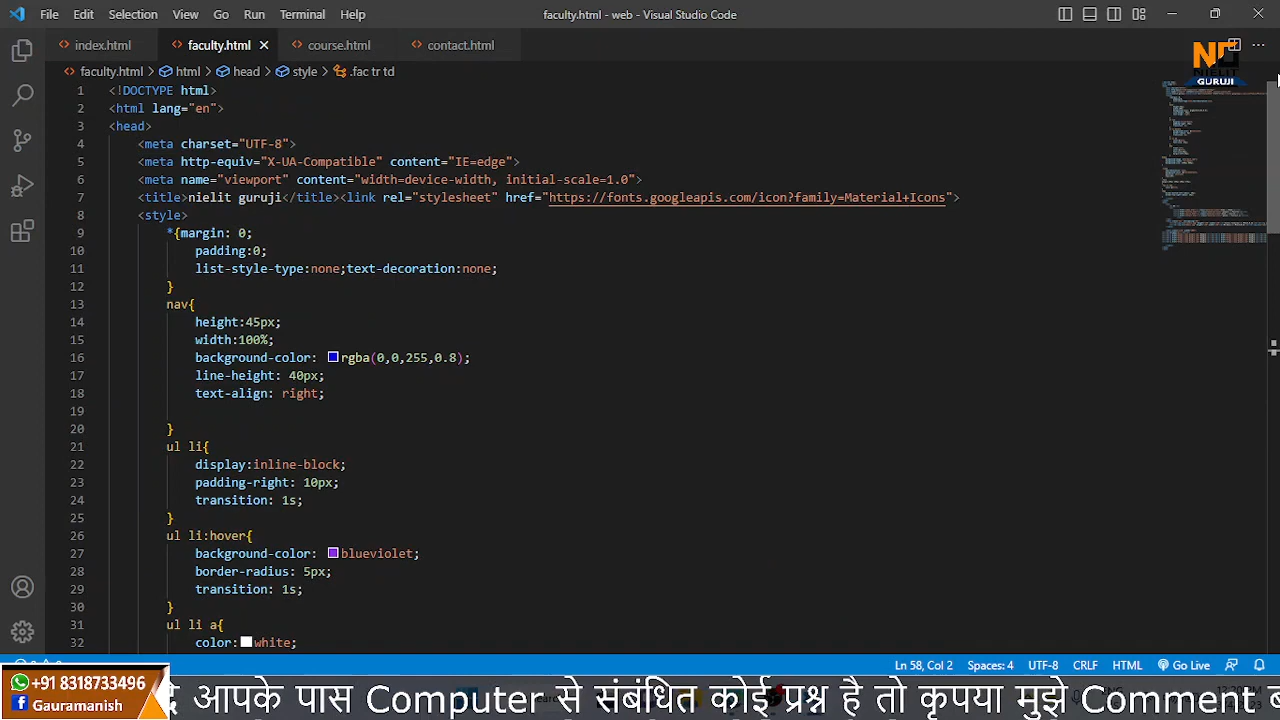 File Edit Selection View Go Run Terminal Help faculty.html - web - Visual Studio Code
index.html faculty.html course.html contact.html
NIELIT
GURUJI
faculty.html > html > head > style > .fac tr td
1 <!DOCTYPE html>
2 <html lang="en">
3 <head>
4 <meta charset="UTF-8">
5 <meta http-equiv="X-UA-Compatible" content="IE=edge">
6 <meta name="viewport" content="width=device-width, initial-scale=1.0">
7 <title>nielit guruji</title><link rel="stylesheet" href="https://fonts.googleapis.com/icon?family=Material+Icons">
8 <style>
9 *{margin: 0;
10 padding:0;
11 list-style-type:none;text-decoration:none;
12 }
13 nav{
14 height:45px;
15 width:100%;
16 background-color: rgba(0,0,255,0.8);
17 line-height: 40px;
18 text-align: right;
19
20 }
21 ul li{
22 display:inline-block;
23 padding-right: 10px;
24 transition: 1s;
25 }
26 ul li:hover{
27 background-color: blueviolet;
28 border-radius: 5px;
29 transition: 1s;
30 }
31 ul li a{
32 color: white;
Ln 58, Col 2 Spaces: 4 UTF-8 CRLF HTML Go Live
+91 8318733496
Gauramanish
आपके पास Computer से संबंधित कोई प्रश्न है तो कृपया मुझे Comment